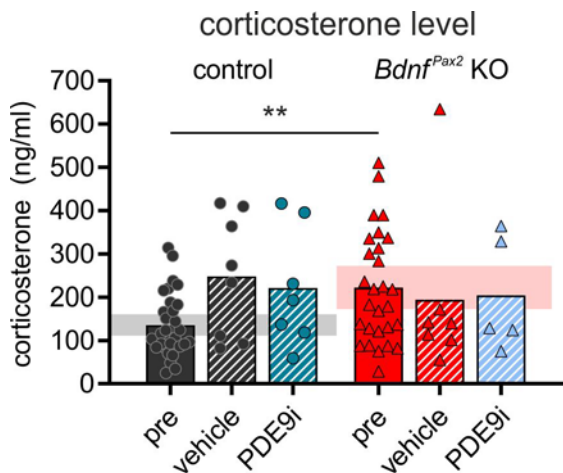 corticosterone level
control
Bdnf^Pax2 KO
**
corticosterone (ng/ml)
700
600
500
400
300
200
100
0
pre
vehicle
PDE9i
pre
vehicle
PDE9i